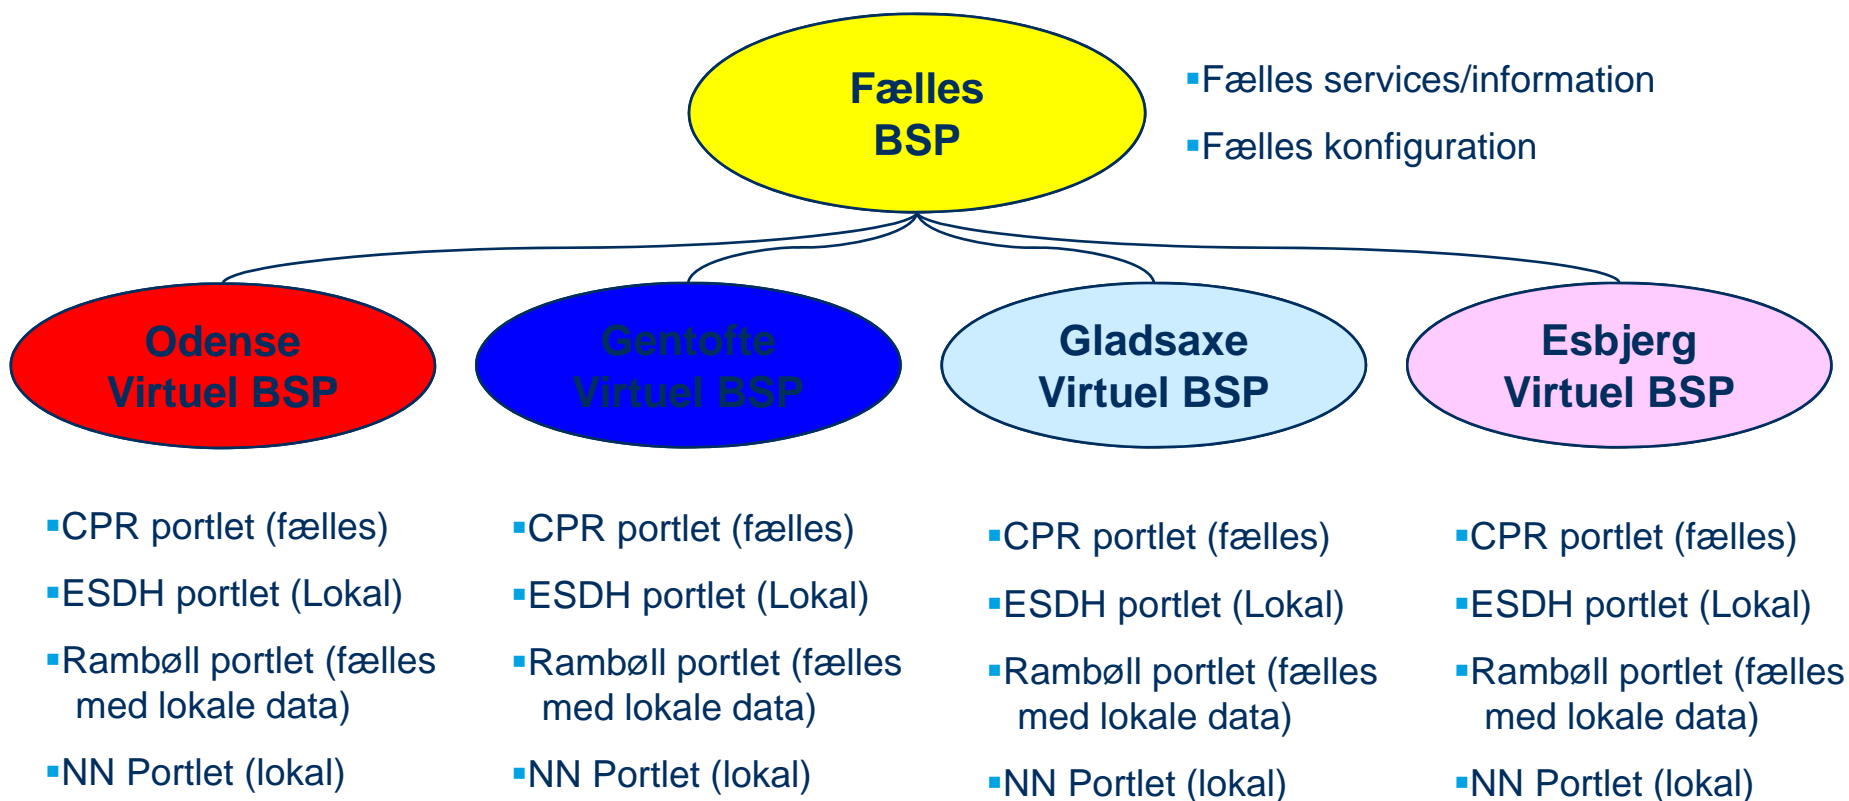 Fælles
BSP
▪Fælles services/information
▪Fælles konfiguration
Odense
Virtuel BSP
Gentofte
Virtuel BSP
Gladsaxe
Virtuel BSP
Esbjerg
Virtuel BSP
▪CPR portlet (fælles)
▪ESDH portlet (Lokal)
▪Rambøll portlet (fælles
med lokale data)
▪NN Portlet (lokal)
▪CPR portlet (fælles)
▪ESDH portlet (Lokal)
▪Rambøll portlet (fælles
med lokale data)
▪NN Portlet (lokal)
▪CPR portlet (fælles)
▪ESDH portlet (Lokal)
▪Rambøll portlet (fælles
med lokale data)
▪NN Portlet (lokal)
▪CPR portlet (fælles)
▪ESDH portlet (Lokal)
▪Rambøll portlet (fælles
med lokale data)
▪NN Portlet (lokal)